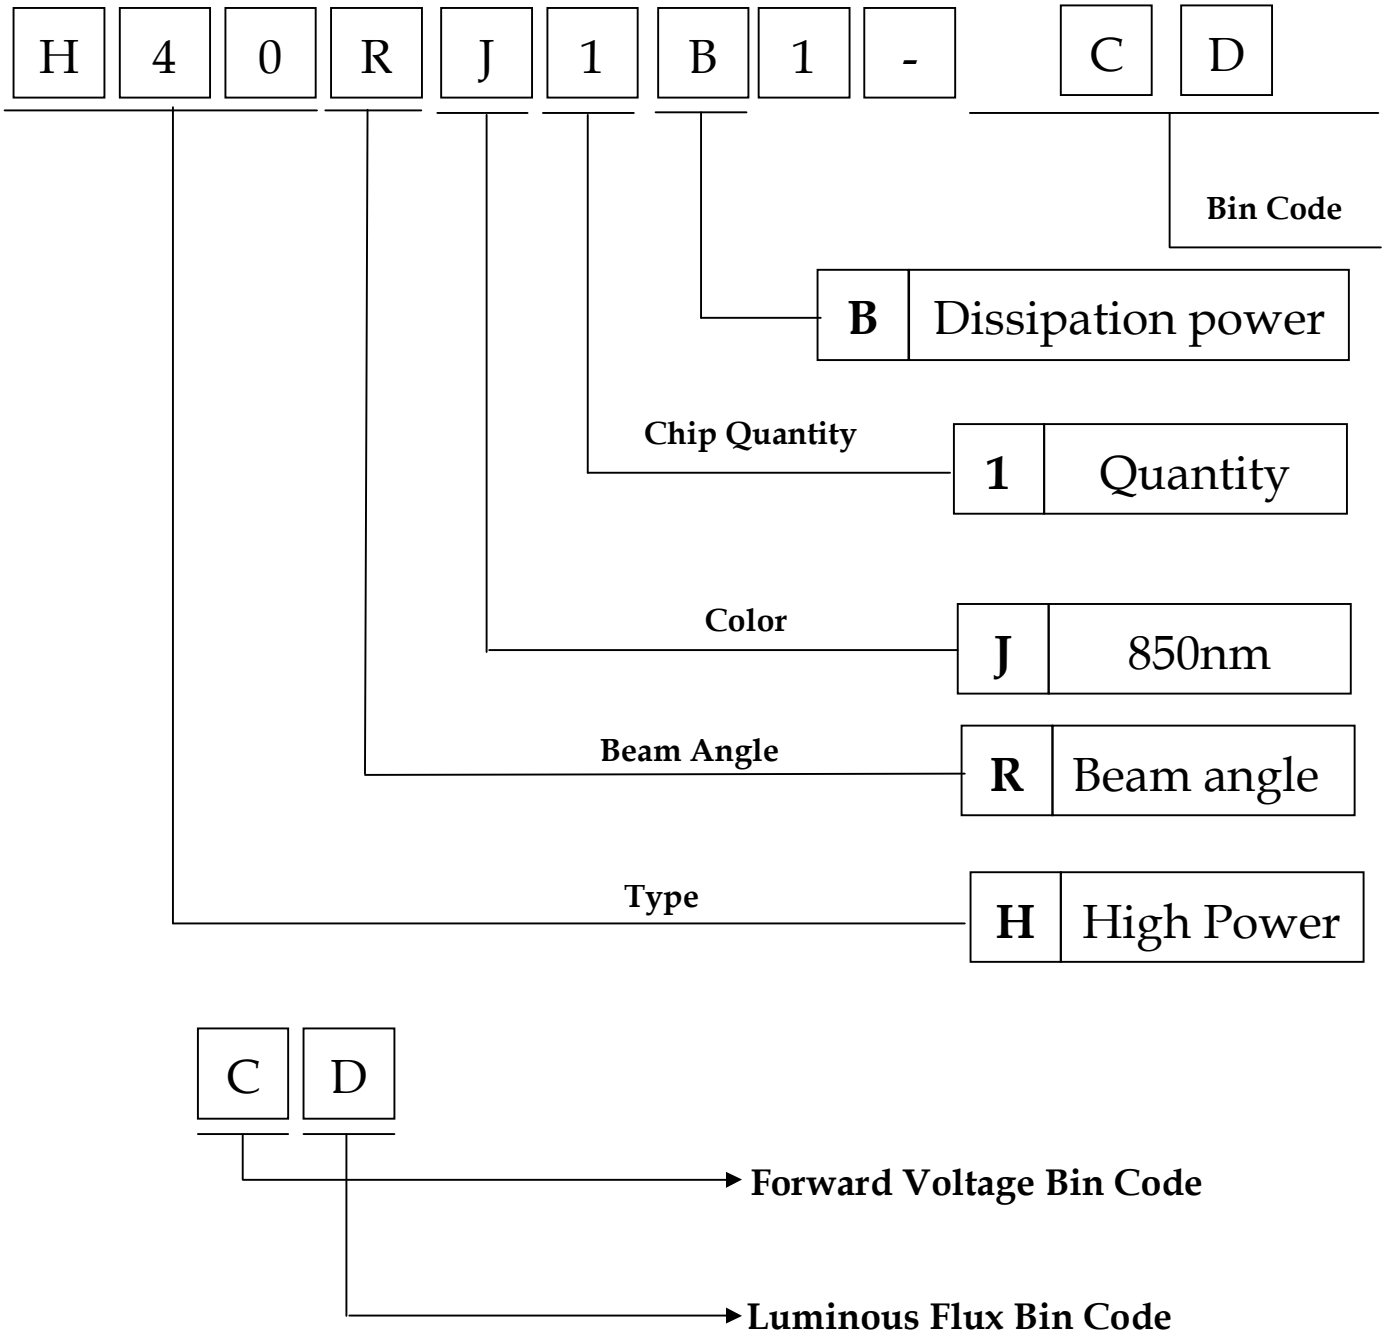 H 4 0 R J 1 B 1 - C D
Bin Code
B Dissipation power
Chip Quantity
1 Quantity
Color
J 850nm
Beam Angle
R Beam angle
Type
H High Power
C D
Forward Voltage Bin Code
Luminous Flux Bin Code